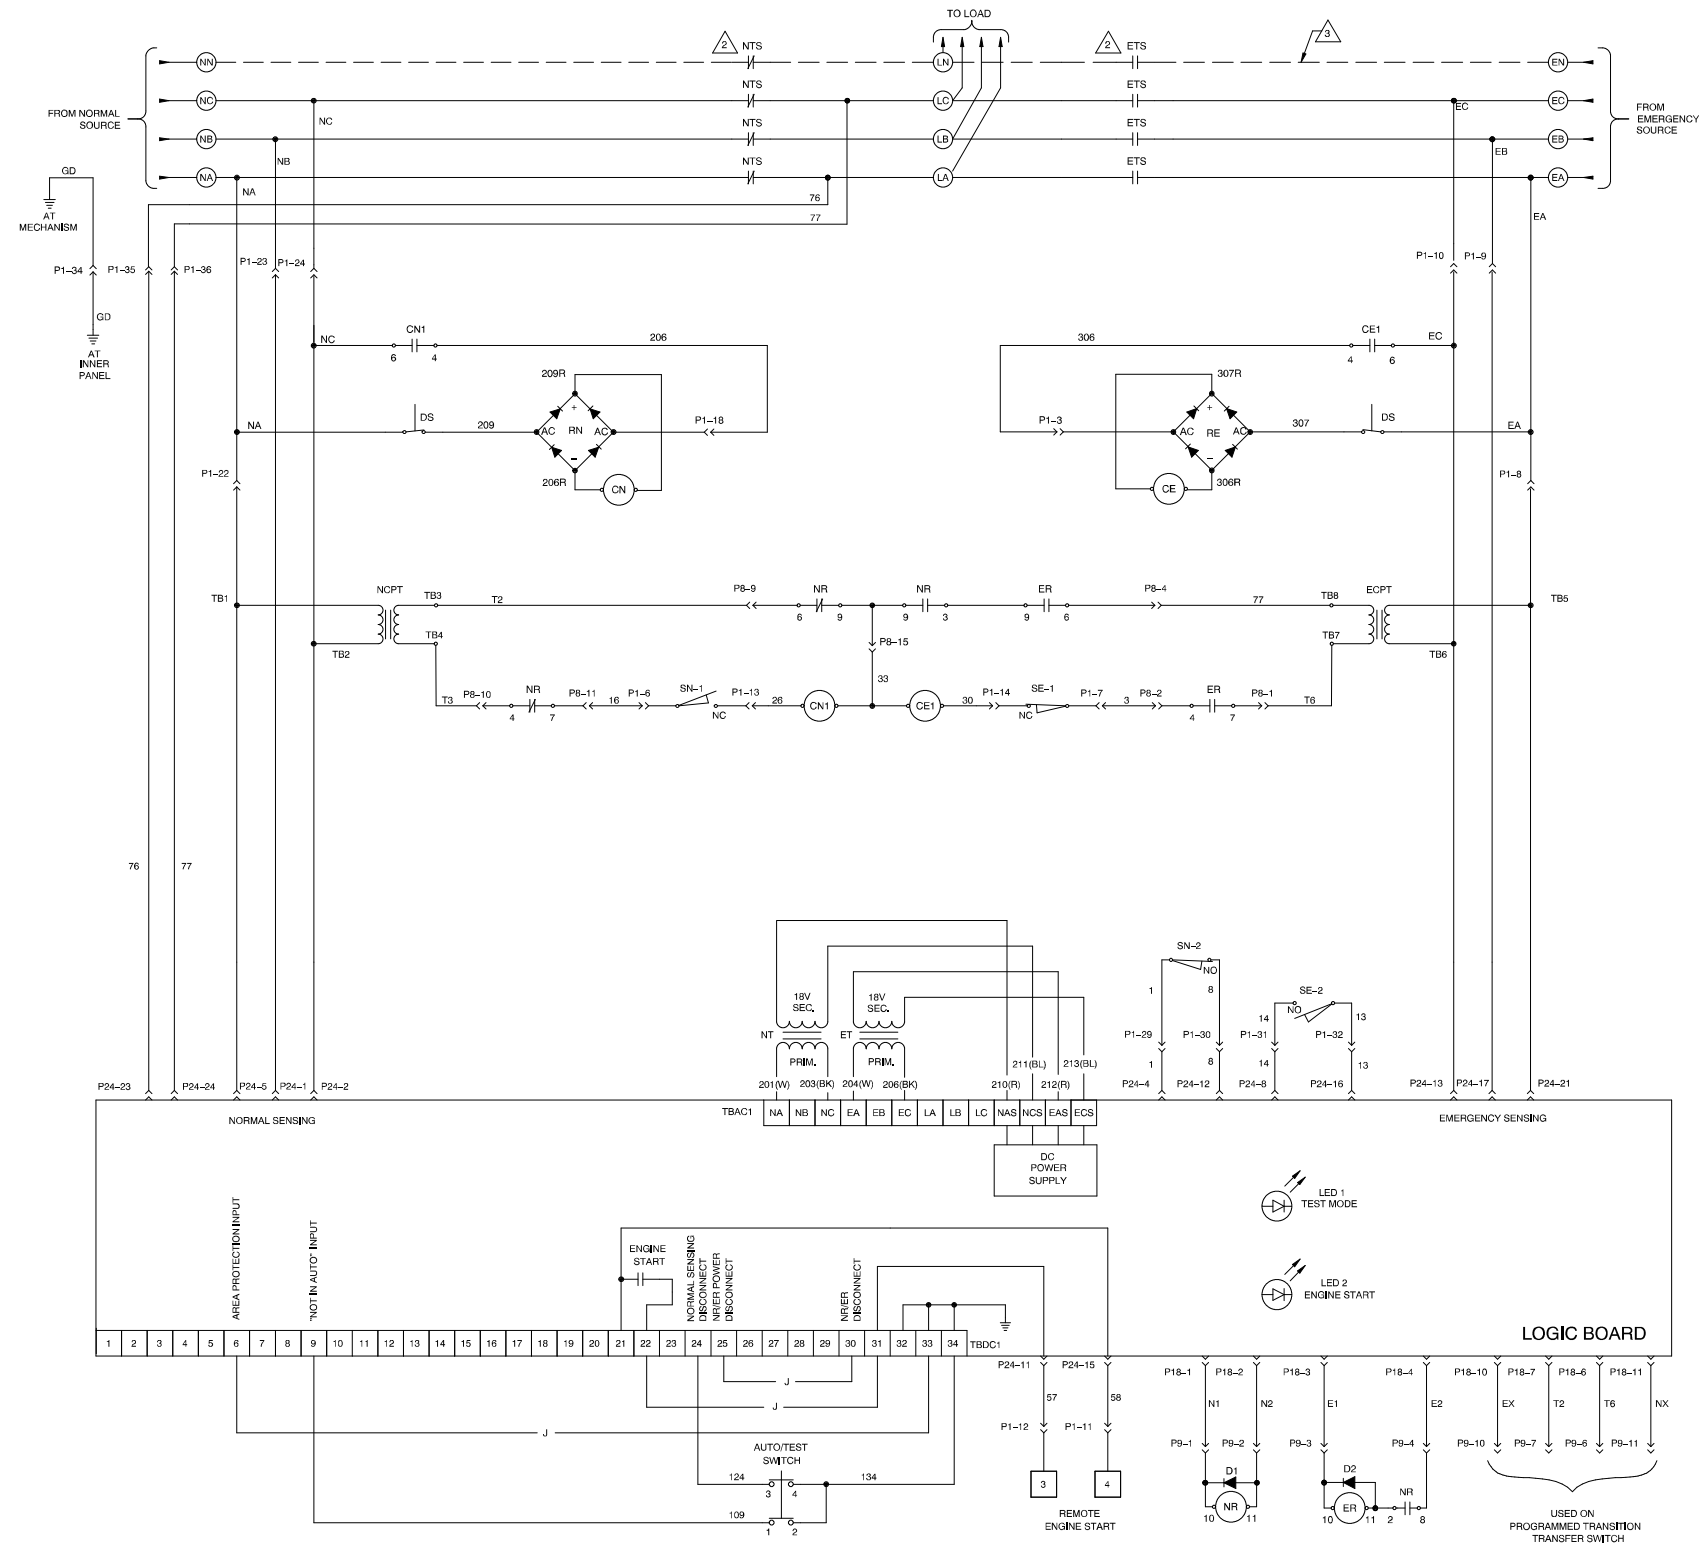 TO LOAD
2 NTS
2 ETS
3
NN
LN
EN
NTS
ETS
NC
LC
EC
NC
EC
FROM NORMAL
SOURCE
FROM
EMERGENCY
SOURCE
NTS
ETS
NB
LB
EB
NB
EB
NTS
ETS
NA
LA
EA
NA
EA
GD
AT
MECHANISM
76
77
P1-34
P1-35
P1-36
P1-23
P1-24
P1-10
P1-9
GD
AT
INNER
PANEL
NC
CN1
6
4
206
306
CE1
4
6
EC
209R
307R
NA
DS
209
AC
+
RN
AC
−
P1-18
P1-3
AC
+
RE
AC
−
307
DS
EA
P1-22
206R
CN
CE
306R
P1-8
TB1
NCPT
TB3
T2
P8-9
NR
6
9
NR
9
3
ER
9
6
P8-4
77
TB8
ECPT
TB5
TB2
TB4
P8-15
TB7
TB6
33
T3
P8-10
NR
4
7
P8-11
16
P1-6
SN-1
NC
P1-13
26
CN1
CE1
30
P1-14
SE-1
NC
P1-7
3
P8-2
ER
4
7
P8-1
T6
76
77
SN-2
NO
1
8
SE-2
NO
14
13
18V
SEC.
18V
SEC.
NT
ET
PRIM.
PRIM.
P1-29
P1-30
P1-31
P1-32
1
8
14
13
211(BL)
213(BL)
201(W)
203(BK)
204(W)
206(BK)
210(R)
212(R)
P24-23
P24-24
P24-5
P24-1
P24-2
P24-4
P24-12
P24-8
P24-16
P24-13
P24-17
P24-21
NORMAL SENSING
TBAC1
NA NB NC EA EB EC LA LB LC NAS NCS EAS ECS
EMERGENCY SENSING
DC
POWER
SUPPLY
LED 1
TEST MODE
LED 2
ENGINE START
AREA PROTECTION INPUT
"NOT IN AUTO" INPUT
ENGINE
START
NORMAL SENSING
DISCONNECT
NR/ER POWER
DISCONNECT
NR/ER
DISCONNECT
LOGIC BOARD
1 2 3 4 5 6 7 8 9 10 11 12 13 14 15 16 17 18 19 20 21 22 23 24 25 26 27 28 29 30 31 32 33 34
TBDC1
P24-11
P24-15
P18-1
P18-2
P18-3
P18-4
P18-10
P18-7
P18-6
P18-11
J
J
J
57
58
N1
N2
E1
E2
EX
T2
T6
NX
P1-12
P1-11
P9-1
P9-2
P9-3
P9-4
P9-10
P9-7
P9-6
P9-11
AUTO/TEST
SWITCH
124
3
4
134
109
1
2
3
4
REMOTE
ENGINE START
D1
NR
10
11
D2
ER
10
11
NR
2
8
USED ON
PROGRAMMED TRANSITION
TRANSFER SWITCH